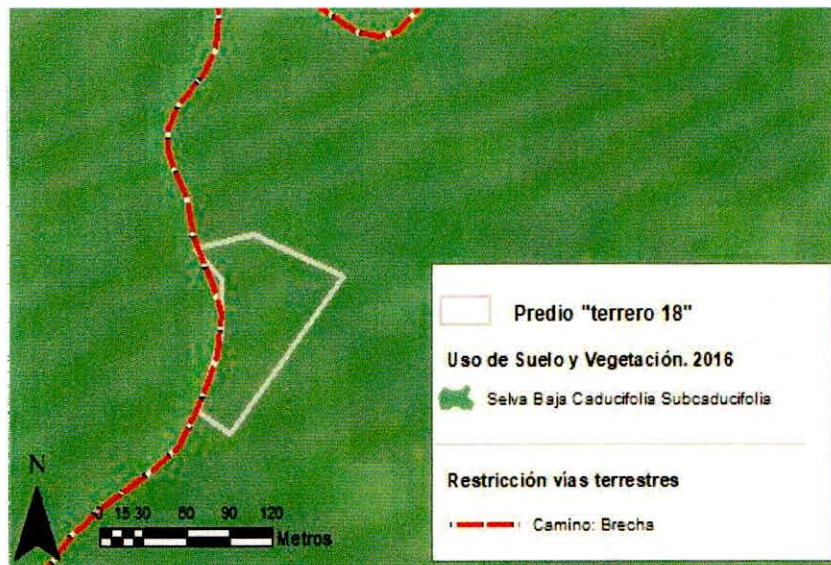 Predio "terrero 18"
Uso de Suelo y Vegetación. 2016
Selva Baja Caducifolia Subcaducifolia
Restricción vías terrestres
Camino: Brecha
N
0 15 30 60 90 120
Metros